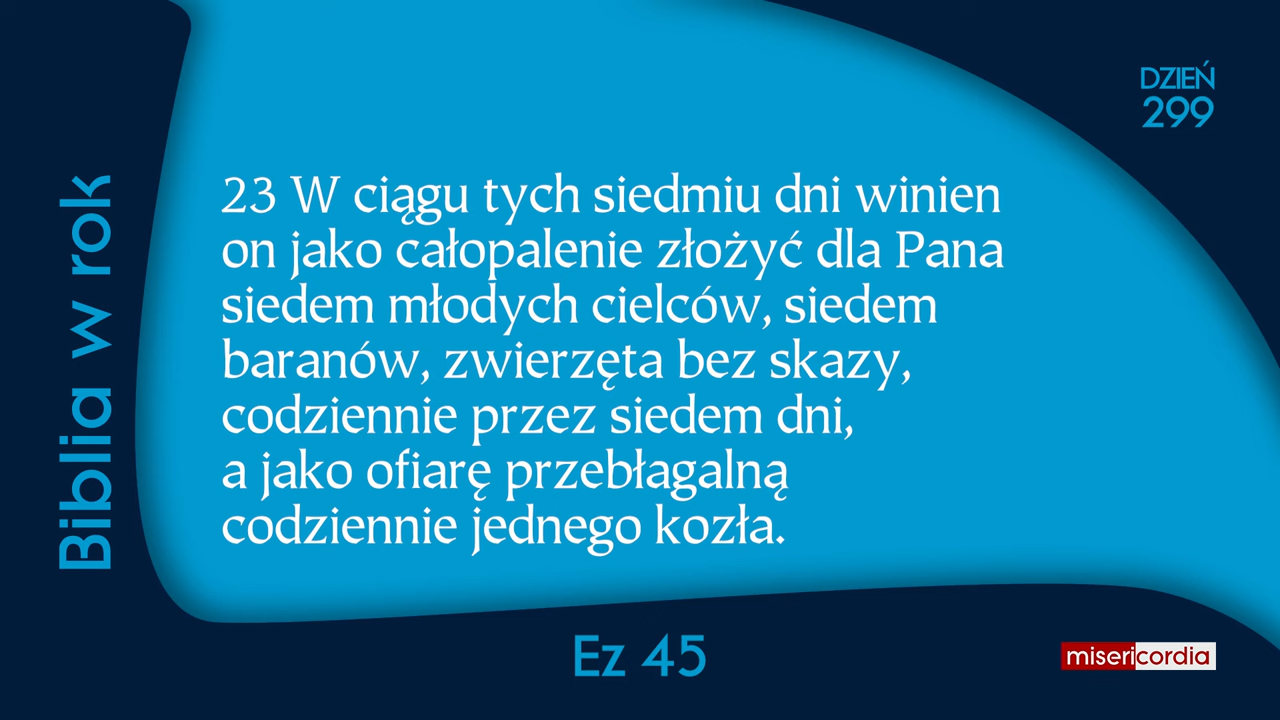 DZIEŃ
299
Biblia w rok
23 W ciągu tych siedmiu dni winien
on jako całopalenie złożyć dla Pana
siedem młodych cielców, siedem
baranów, zwierzęta bez skazy,
codziennie przez siedem dni,
a jako ofiarę przebłagalną
codziennie jednego kozła.
Ez 45
misericordia